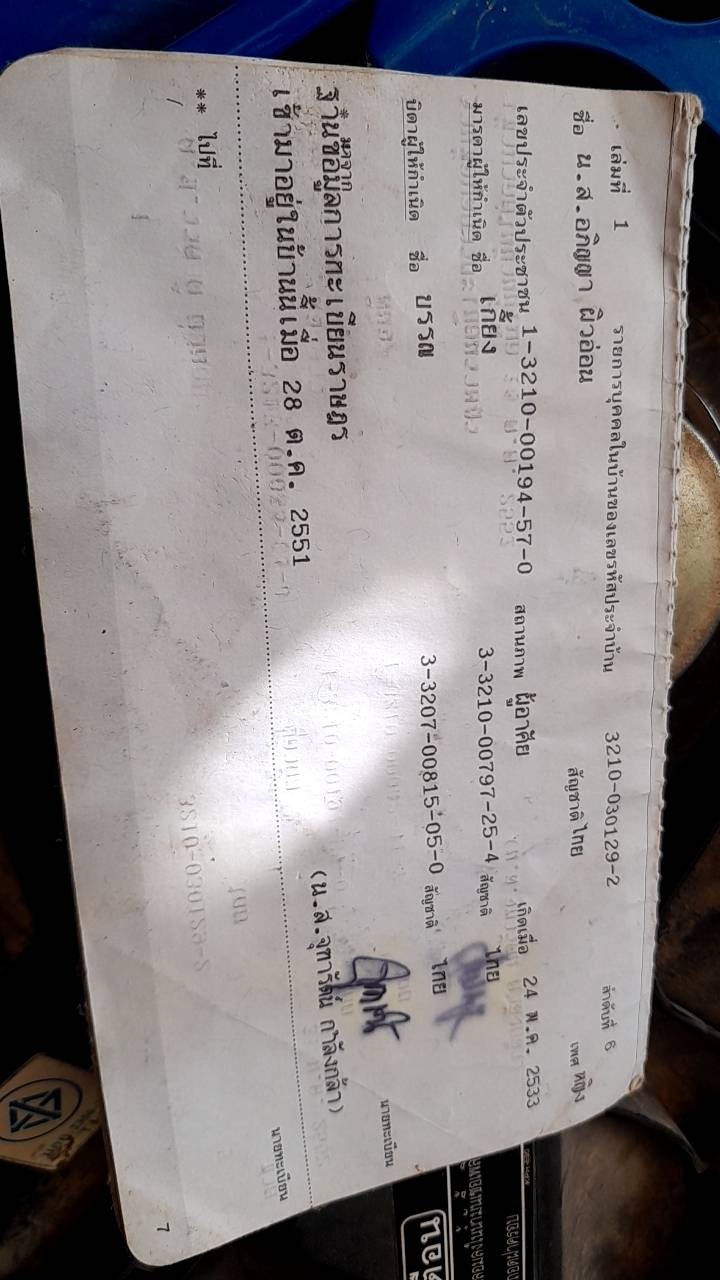 เล่มที่ 1 รายการบุคคลในบ้านของเลขรหัสประจำบ้าน 3210-030129-2 ลำดับที่ 6
ชื่อ น.ส.อภิญญา ผิวอ่อน สัญชาติ ไทย เพศ หญิง
เลขประจำตัวประชาชน 1-3210-00194-57-0 สถานภาพ ผู้อาศัย เกิดเมื่อ 24 พ.ค. 2533
มารดาผู้ให้กำเนิด ชื่อ เกยี้ง 3-3210-00797-25-4 สัญชาติ ไทย
บิดาผู้ให้กำเนิด ชื่อ บรรณ 3-3207-00815-05-0 สัญชาติ ไทย
มาจาก
ฐานข้อมูลการทะเบียนราษฎร นายทะเบียน
เข้ามาอยู่ในบ้านนี้เมื่อ 28 ต.ค. 2551 (น.ส.จุฑารัตน์ กำลังกล้า)
** ไปที่
นายทะเบียน
7